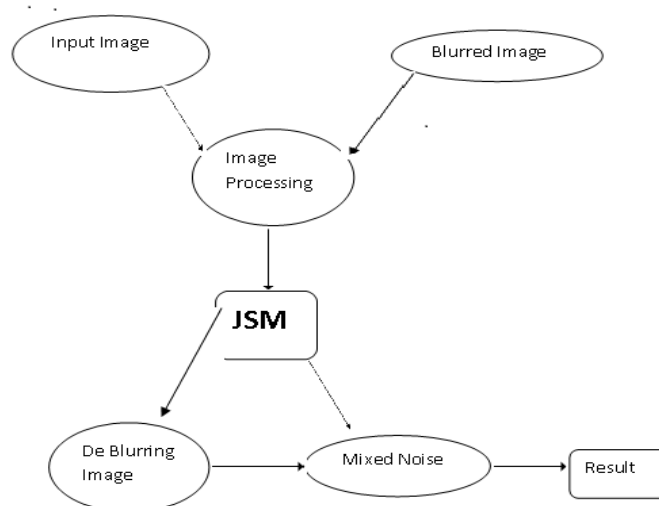 Input Image
Blurred Image
Image
Processing
JSM
De Blurring
Image
Mixed Noise
Result